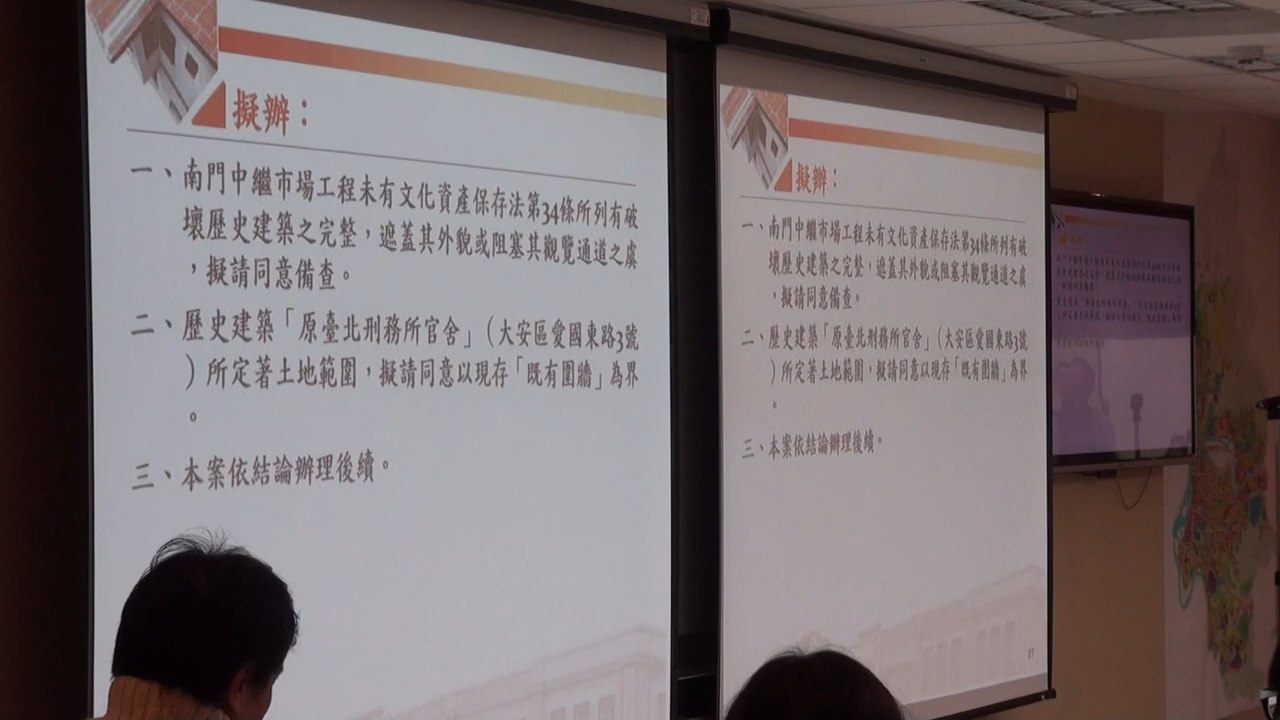 擬辦：
一、南門中繼市場工程未有文化資產保存法第34條所列有破
壞歷史建築之完整，遮蓋其外貌或阻塞其觀覽通道之虞
，擬請同意備查。
二、歷史建築「原臺北刑務所官舍」（大安區愛國東路3號
）所定著土地範圍，擬請同意以現存「既有圍牆」為界
。
三、本案依結論辦理後續。
擬辦：
一、南門中繼市場工程未有文化資產保存法第34條所列有破
壞歷史建築之完整，遮蓋其外貌或阻塞其觀覽通道之虞
，擬請同意備查。
二、歷史建築「原臺北刑務所官舍」（大安區愛國東路3號
）所定著土地範圍，擬請同意以現存「既有圍牆」為界
。
三、本案依結論辦理後續。